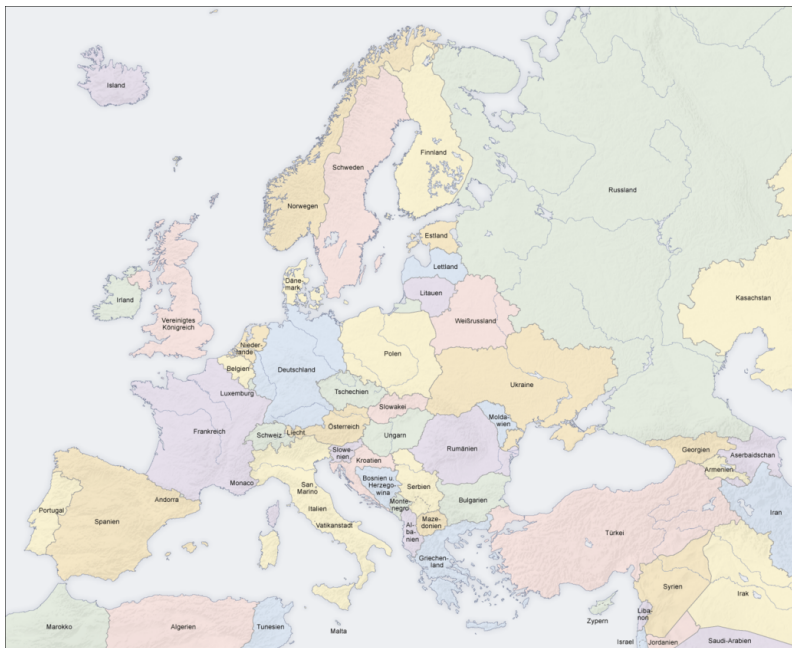 Island
Finnland
Schweden
Russland
Norwegen
Estland
Lettland
Däne-
mark
Litauen
Irland
Kasachstan
Vereinigtes
Königreich
Weißrussland
Nieder-
lande
Polen
Belgien
Deutschland
Ukraine
Tschechien
Luxemburg
Slowakei
Moldawien
Frankreich
Liecht.
Österreich
Schweiz
Ungarn
Slowe-
nien
Rumänien
Georgien
Aserbaidschan
Kroatien
Armenien
Monaco
San
Marino
Bosnien u.
Herzego-
wina
Serbien
Andorra
Monte-
negro
Bulgarien
Portugal
Italien
Iran
Spanien
Vatikanstadt
Maze-
donien
Al-
ba-
nien
Türkei
Griechen-
land
Syrien
Irak
Liba-
non
Zypern
Marokko
Algerien
Tunesien
Malta
Israel
Jordanien
Saudi-Arabien